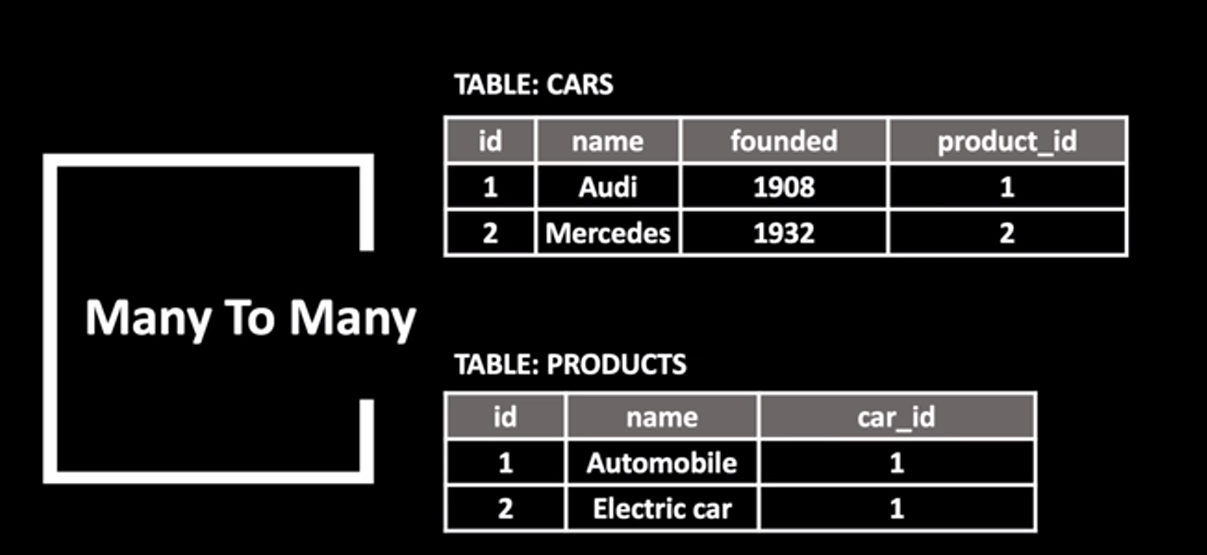 Many To Many
TABLE: CARS
id name founded product_id
1 Audi 1908 1
2 Mercedes 1932 2
TABLE: PRODUCTS
id name car_id
1 Automobile 1
2 Electric car 1